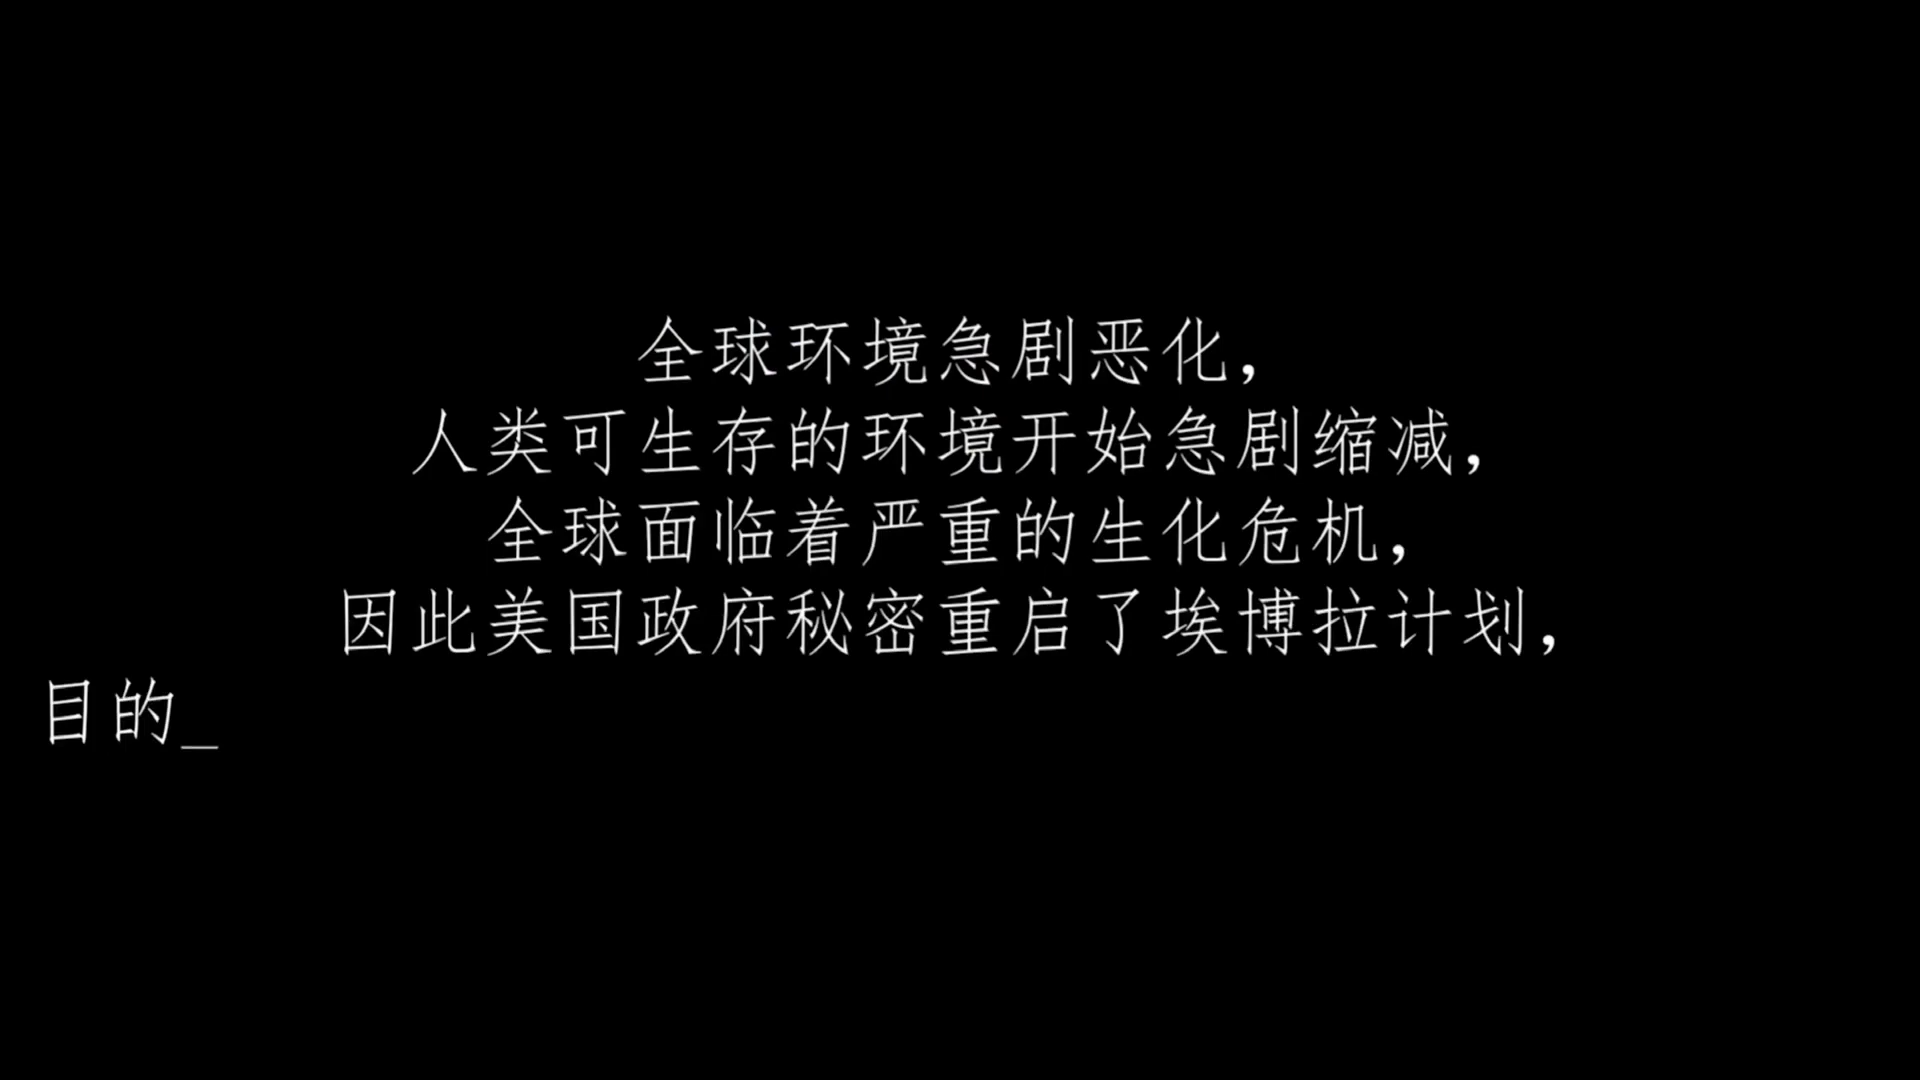 全球环境急剧恶化，
人类可生存的环境开始急剧缩减，
全球面临着严重的生化危机，
因此美国政府秘密重启了埃博拉计划，
目的_